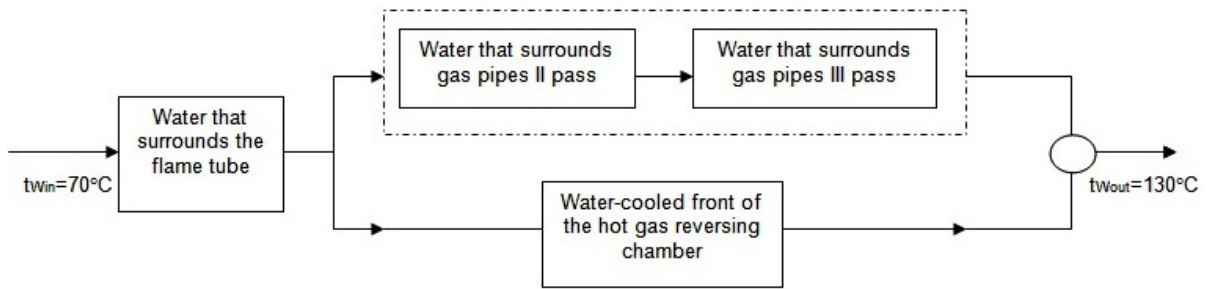 Water that surrounds
gas pipes II pass
Water that surrounds
gas pipes III pass
Water that
surrounds the
flame tube
twin=70°C
twout=130°C
Water-cooled front of
the hot gas reversing
chamber